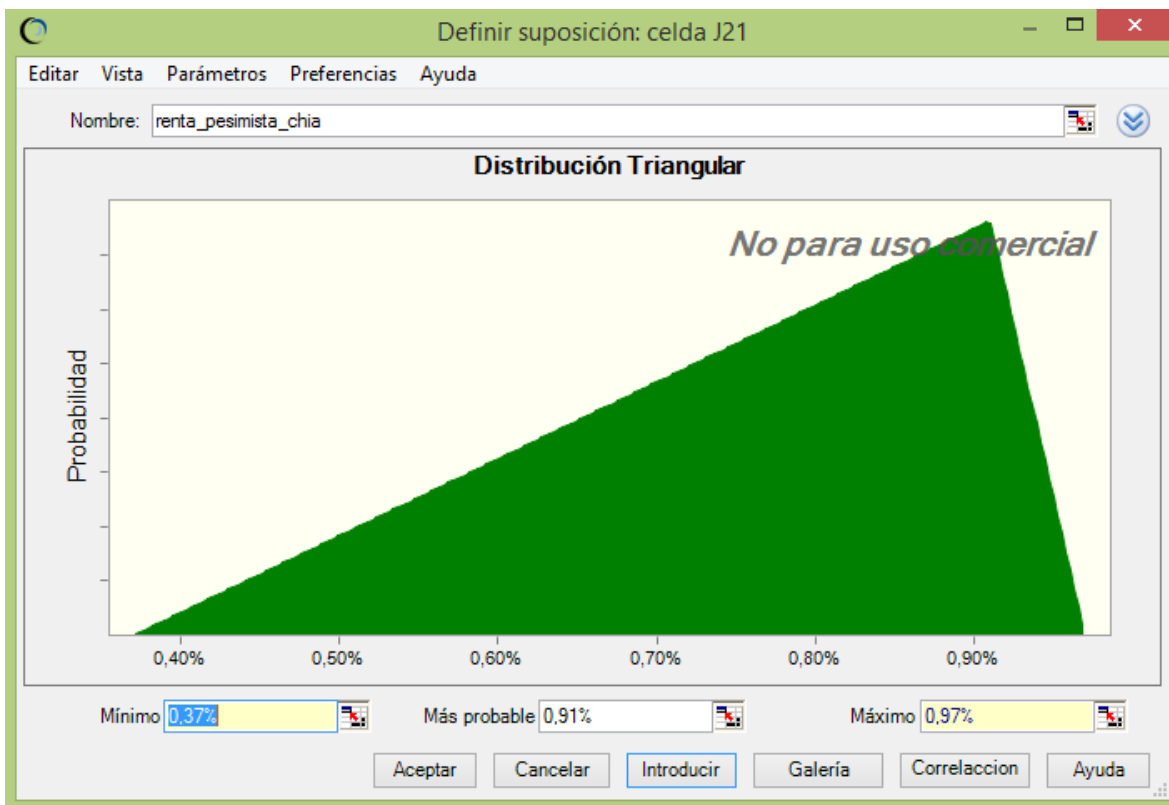 Definir suposición: celda J21
Editar Vista Parámetros Preferencias Ayuda
Nombre: renta_pesimista_chia
Distribución Triangular
No para uso comercial
Probabilidad
0,40% 0,50% 0,60% 0,70% 0,80% 0,90%
Mínimo 0,37% Más probable 0,91% Máximo 0,97%
Aceptar Cancelar Introducir Galería Correlaccion Ayuda